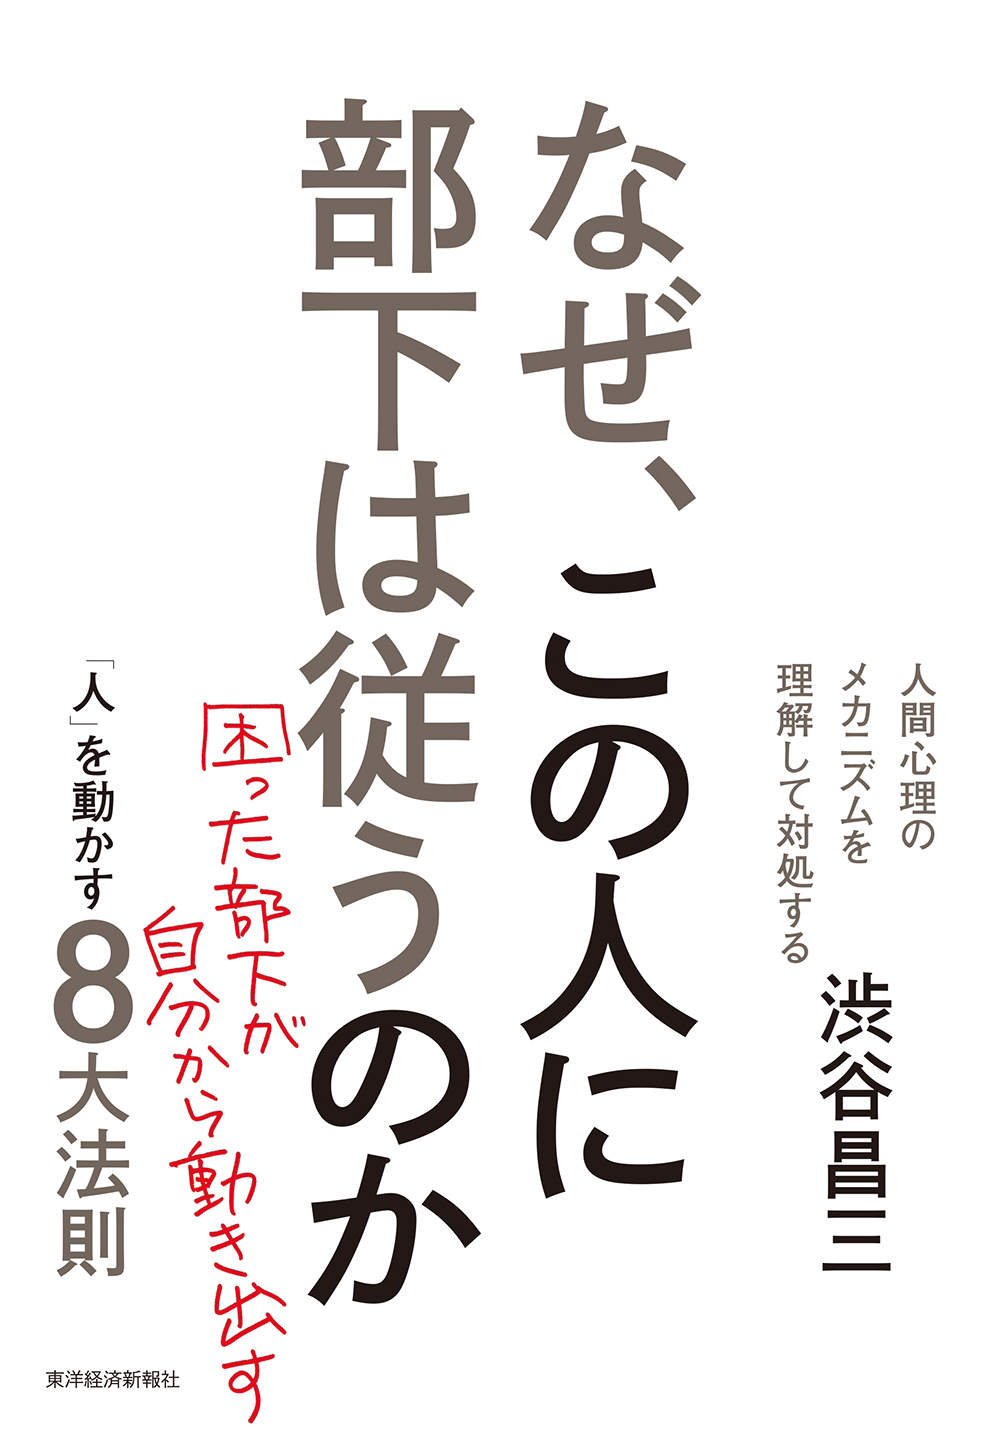 人間心理の
メカニズムを
理解して対処する
渋谷昌三
なぜ、この人に
部下は従うのか
困った部下が
自分から動き出す
「人」を動かす8大法則
東洋経済新報社